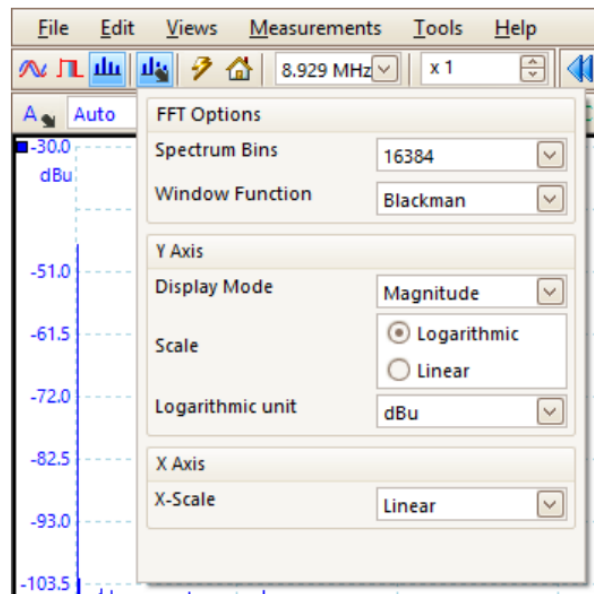 File Edit Views Measurements Tools Help
8.929 MHz x 1
A Auto
-30.0
dBu
-51.0
-61.5
-72.0
-82.5
-93.0
-103.5
FFT Options
Spectrum Bins 16384
Window Function Blackman
Y Axis
Display Mode Magnitude
Scale Logarithmic
Linear
Logarithmic unit dBu
X Axis
X-Scale Linear